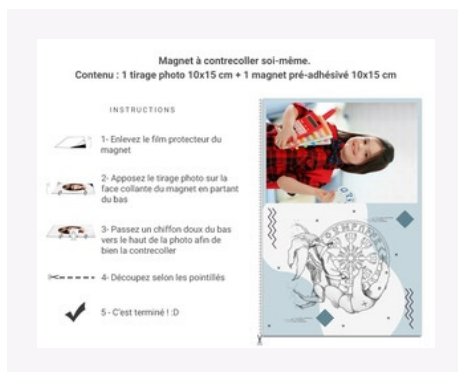 Magnet à contrecoller soi-même.
Contenu : 1 tirage photo 10x15 cm + 1 magnet pré-adhésivé 10x15 cm
INSTRUCTIONS
1- Enlevez le film protecteur du
magnet
2- Apposez le tirage photo sur la
face collante du magnet en partant
du bas
3- Passez un chiffon doux du bas
vers le haut de la photo afin de
bien la contrecoller
4- Découpez selon les pointillés
5 - C'est terminé ! :D